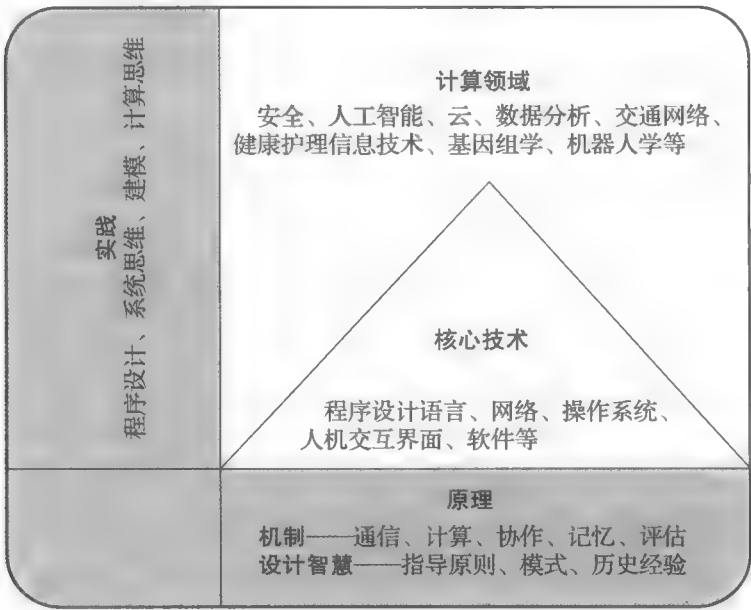 实践
程序设计、系统思维、建模、计算思维
计算领域
安全、人工智能、云、数据分析、交通网络、
健康护理信息技术、基因组学、机器人学等
核心技术
程序设计语言、网络、操作系统、
人机交互界面、软件等
原理
机制——通信、计算、协作、记忆、评估
设计智慧——指导原则、模式、历史经验